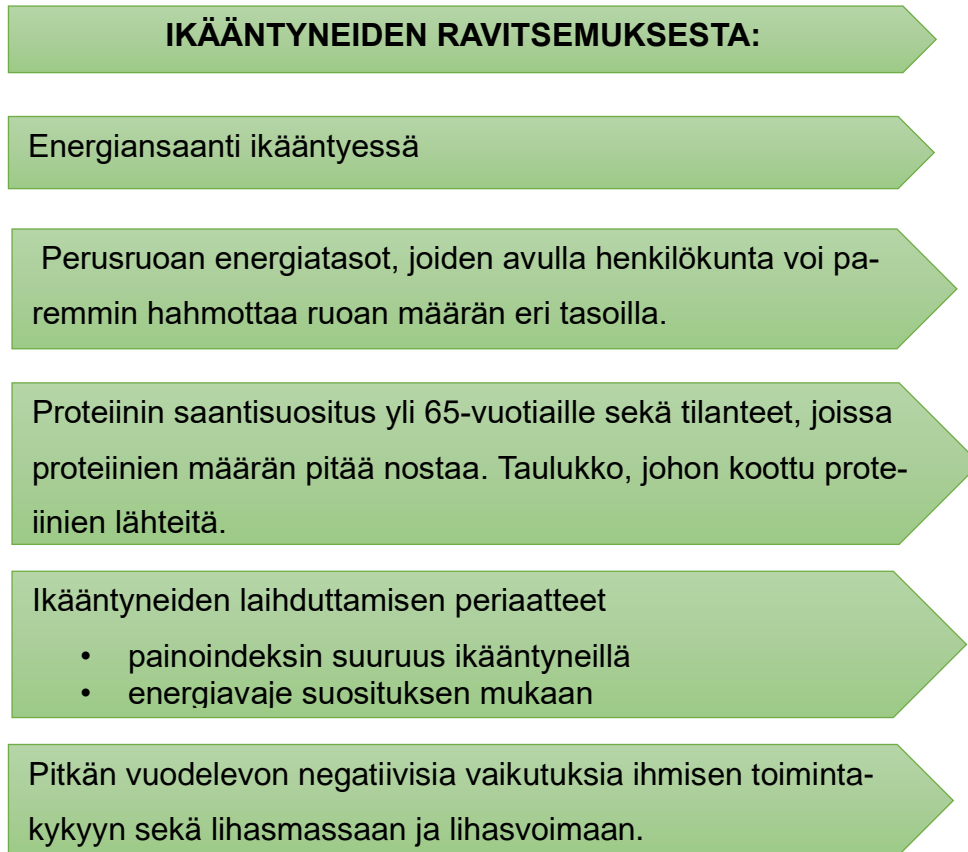 IKÄÄNTYNEIDEN RAVITSEMUKSESTA:
Energiansaanti ikääntyessä
Perusruoan energiatasot, joiden avulla henkilökunta voi pa-
remmin hahmottaa ruoan määrän eri tasoilla.
Proteiinin saantisuositus yli 65-vuotiaille sekä tilanteet, joissa
proteiinien määrän pitää nostaa. Taulukko, johon koottu prote-
iinien lähteitä.
Ikääntyneiden laihduttamisen periaatteet
• painoindeksin suuruus ikääntyneillä
• energiavaje suosituksen mukaan
Pitkän vuodelevon negatiivisia vaikutuksia ihmisen toiminta-
kykyyn sekä lihasmassaan ja lihasvoimaan.